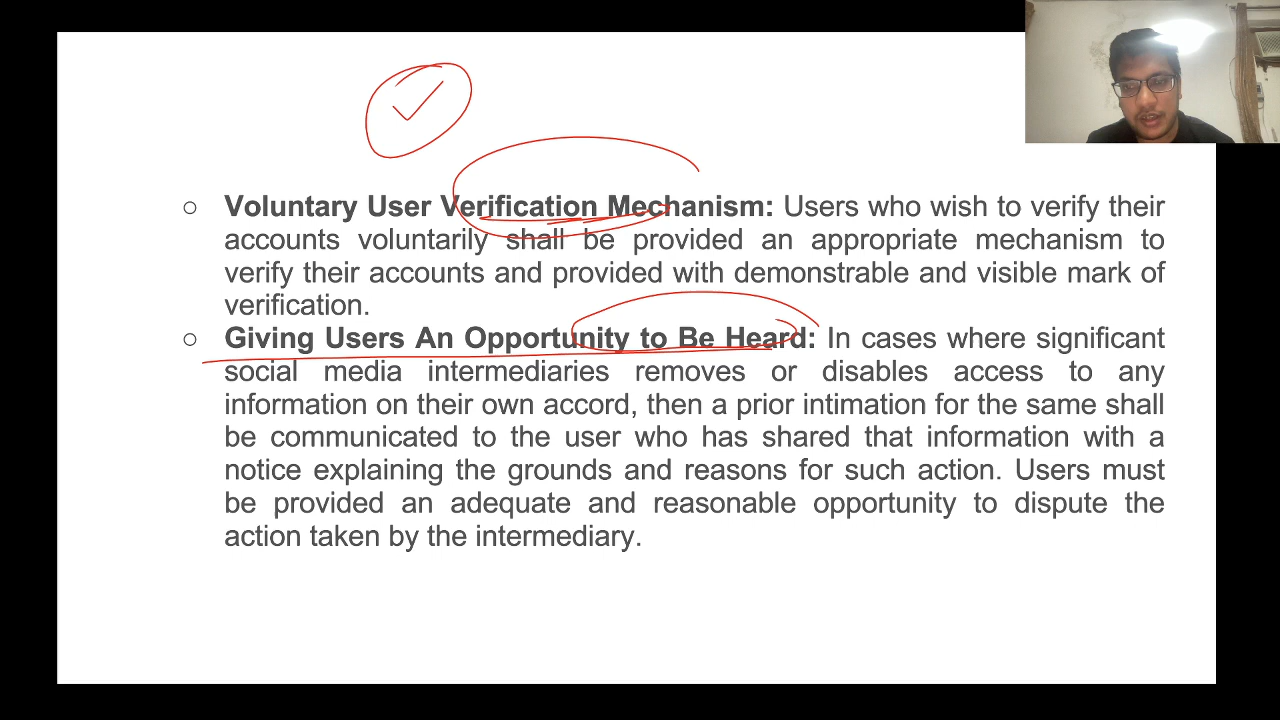 ○ Voluntary User Verification Mechanism: Users who wish to verify their
accounts voluntarily shall be provided an appropriate mechanism to
verify their accounts and provided with demonstrable and visible mark of
verification.
○ Giving Users An Opportunity to Be Heard: In cases where significant
social media intermediaries removes or disables access to any
information on their own accord, then a prior intimation for the same shall
be communicated to the user who has shared that information with a
notice explaining the grounds and reasons for such action. Users must
be provided an adequate and reasonable opportunity to dispute the
action taken by the intermediary.